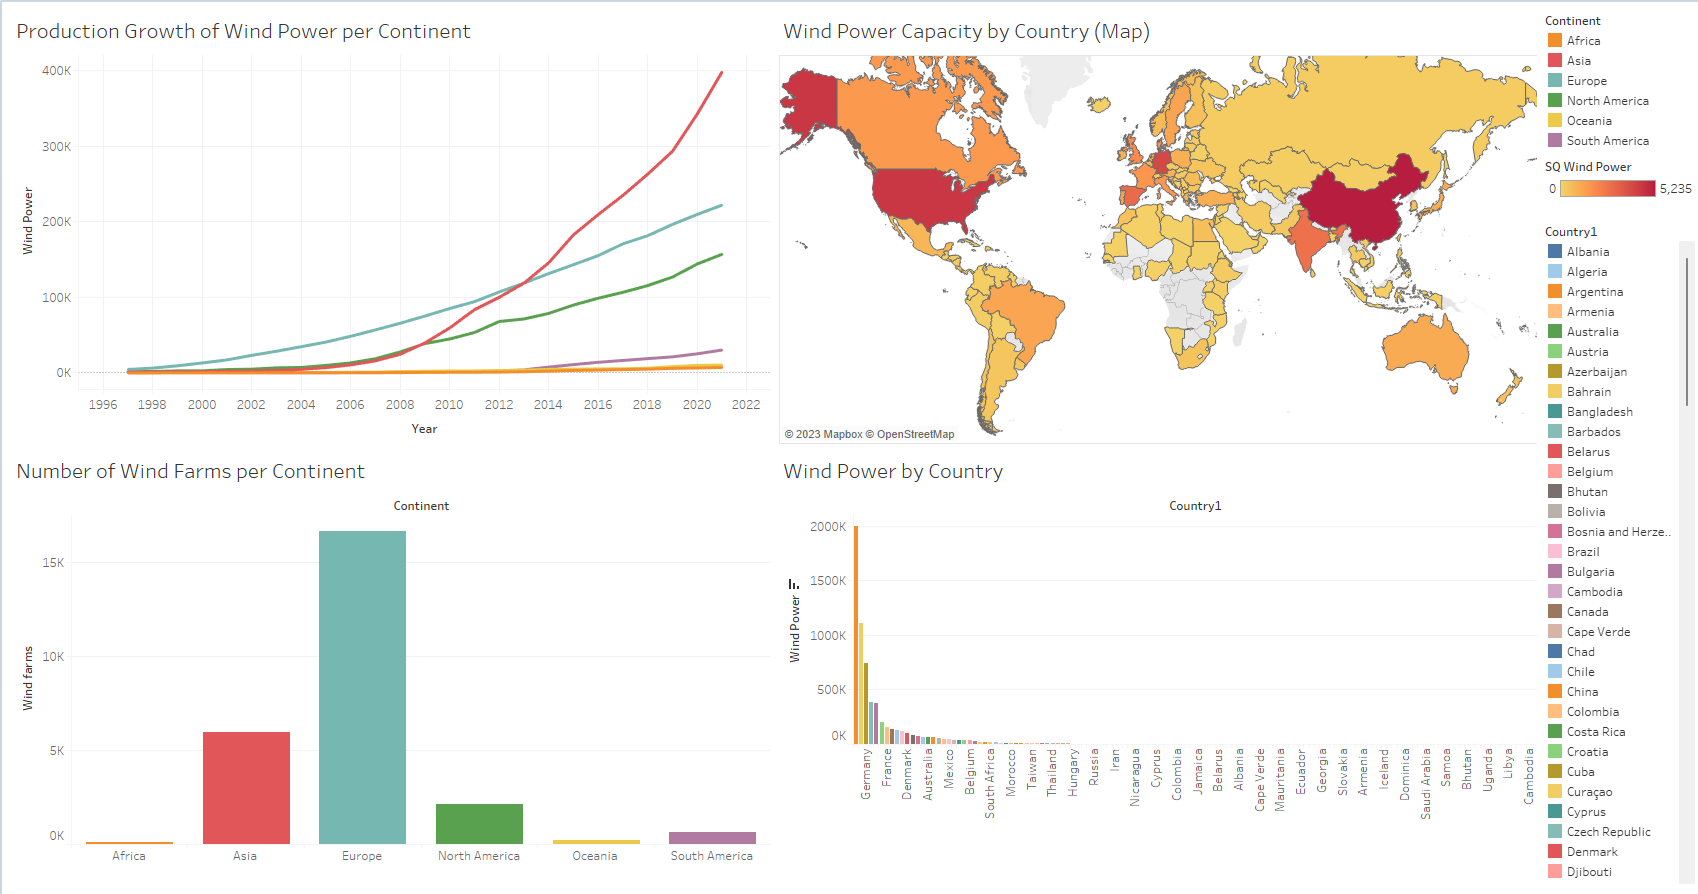 Production Growth of Wind Power per Continent
400K
300K
200K
100K
0K
Wind Power
1996 1998 2000 2002 2004 2006 2008 2010 2012 2014 2016 2018 2020 2022
Year
Wind Power Capacity by Country (Map)
© 2023 Mapbox © OpenStreetMap
Number of Wind Farms per Continent
Continent
15K
10K
5K
0K
Wind farms
Africa Asia Europe North America Oceania South America
Wind Power by Country
Country1
2000K
1500K
1000K
500K
0K
Wind Power
Germany
France
Denmark
Australia
Mexico
Belgium
South Africa
Morocco
Taiwan
Thailand
Hungary
Russia
Iran
Nicaragua
Cyprus
Colombia
Jamaica
Belarus
Albania
Cape Verde
Mauritania
Ecuador
Georgia
Slovakia
Armenia
Iceland
Dominica
Saudi Arabia
Samoa
Bhutan
Uganda
Libya
Cambodia
Continent
Africa
Asia
Europe
North America
Oceania
South America
SQ Wind Power
0 5,235
Country1
Albania
Algeria
Argentina
Armenia
Australia
Austria
Azerbaijan
Bahrain
Bangladesh
Barbados
Belarus
Belgium
Bhutan
Bolivia
Bosnia and Herze..
Brazil
Bulgaria
Cambodia
Canada
Cape Verde
Chad
Chile
China
Colombia
Costa Rica
Croatia
Cuba
Curaçao
Cyprus
Czech Republic
Denmark
Djibouti